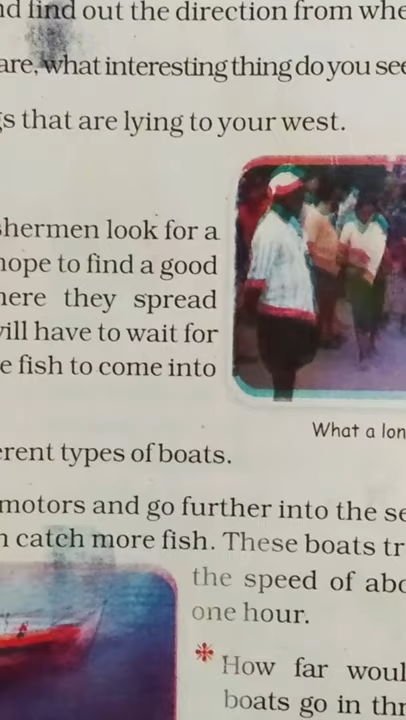 nd find out the direction from whe
are, what interesting thing do you see
gs that are lying to your west.
shermen look for a
hope to find a good
here they spread
will have to wait for
e fish to come into
What a lon
erent types of boats.
motors and go further into the se
n catch more fish. These boats tr
the speed of abo
one hour.
How far woul
boats go in thr